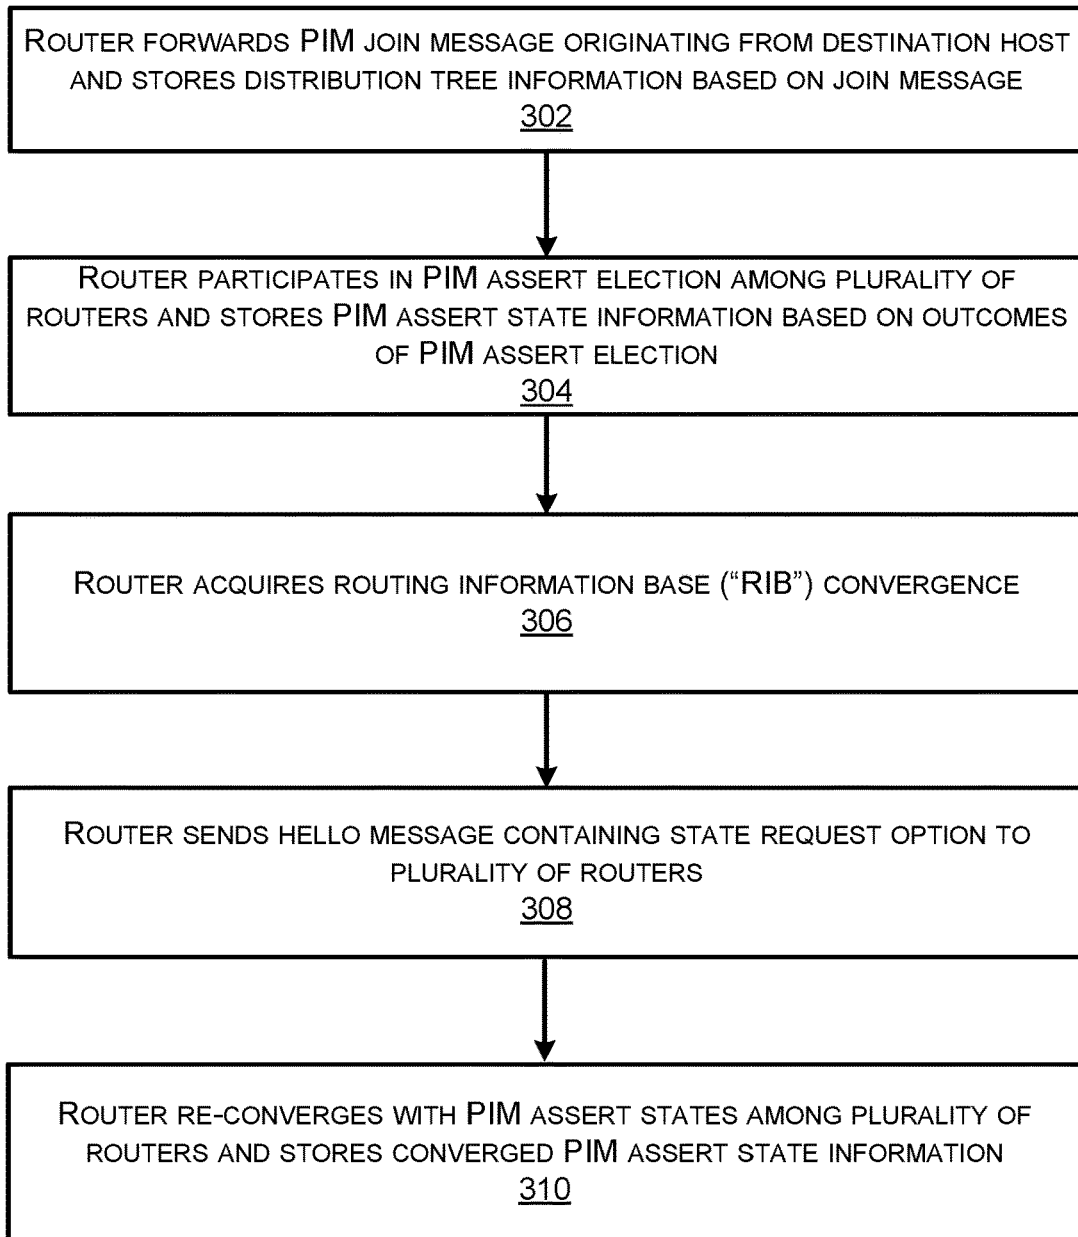 ROUTER FORWARDS PIM JOIN MESSAGE ORIGINATING FROM DESTINATION HOST
AND STORES DISTRIBUTION TREE INFORMATION BASED ON JOIN MESSAGE
302
ROUTER PARTICIPATES IN PIM ASSERT ELECTION AMONG PLURALITY OF
ROUTERS AND STORES PIM ASSERT STATE INFORMATION BASED ON OUTCOMES
OF PIM ASSERT ELECTION
304
ROUTER ACQUIRES ROUTING INFORMATION BASE (“RIB”) CONVERGENCE
306
ROUTER SENDS HELLO MESSAGE CONTAINING STATE REQUEST OPTION TO
PLURALITY OF ROUTERS
308
ROUTER RE-CONVERGES WITH PIM ASSERT STATES AMONG PLURALITY OF
ROUTERS AND STORES CONVERGED PIM ASSERT STATE INFORMATION
310